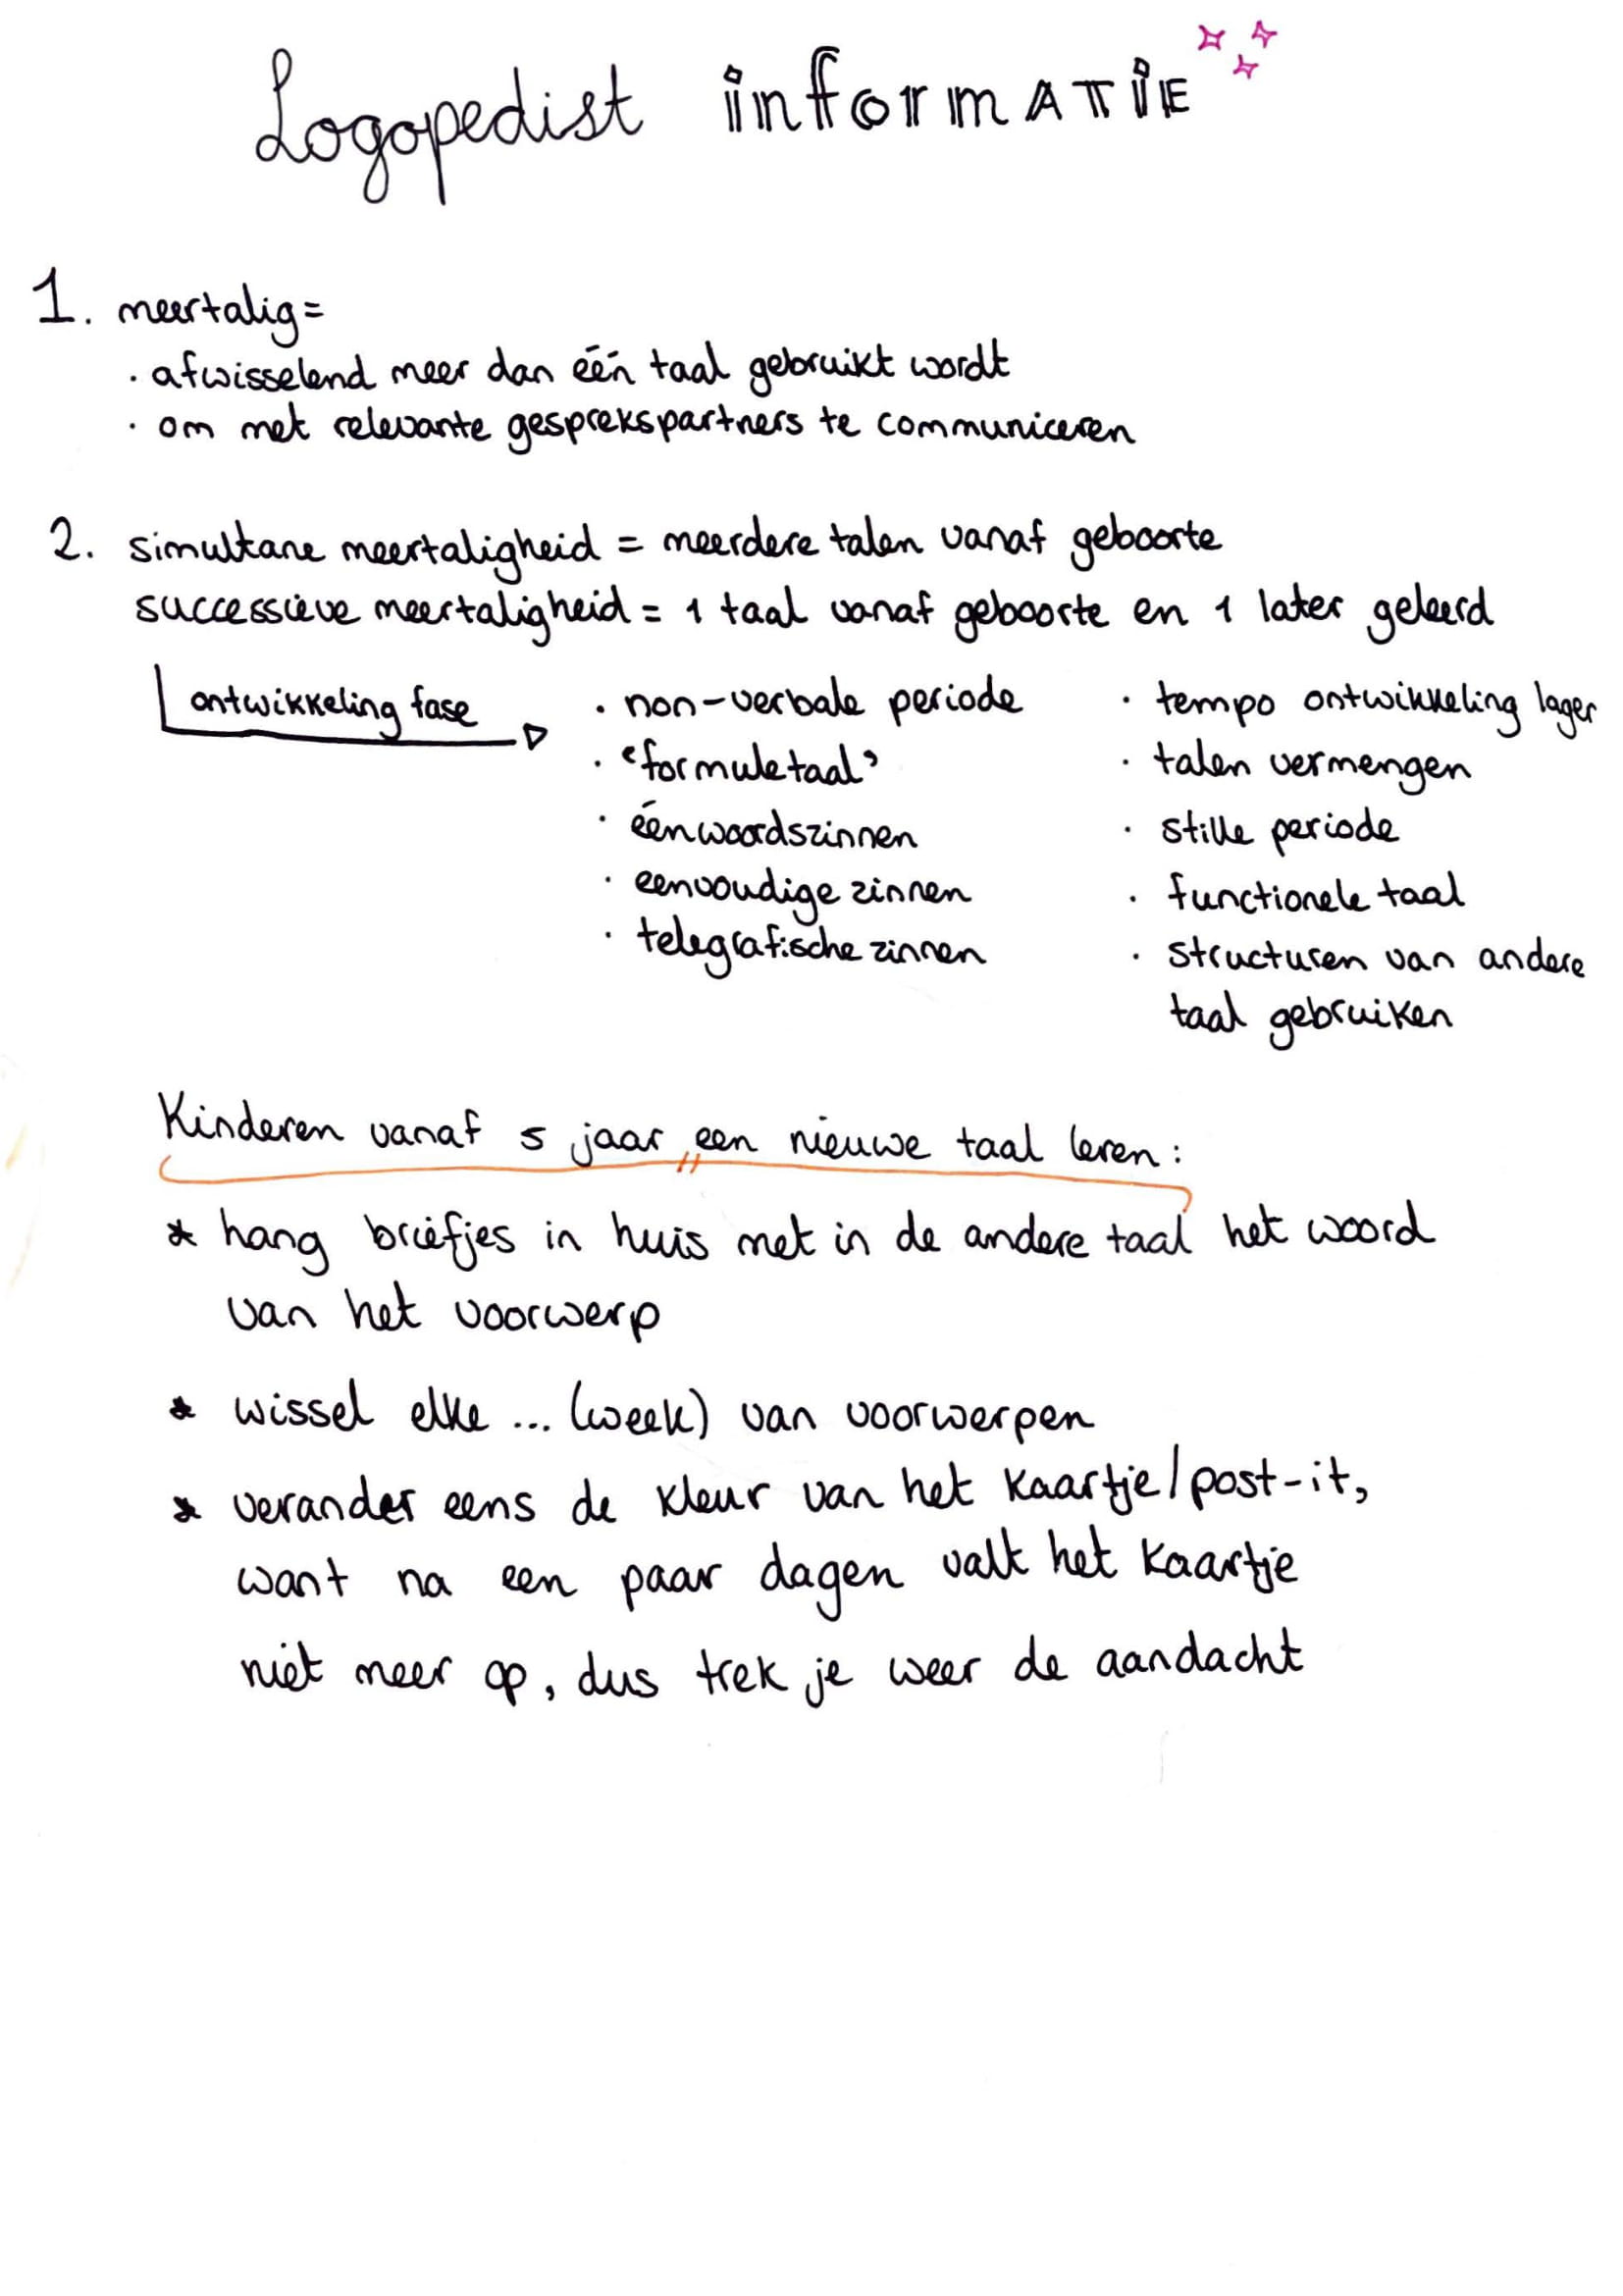 Logopedist informATiE
1. meertalig=
· afwisselend meer dan één taal gebruikt wordt
· om met relevante gesprekspartners te communiceren
2. simultane meertaligheid = meerdere talen vanaf geboorte
successieve meertaligheid = 1 taal vanaf geboorte en 1 later geleerd
ontwikkeling fase
· non-verbale periode
· 'formuletaal'
· éénwoordszinnen
· eenvoudige zinnen
· telegrafische zinnen
· tempo ontwikkeling lager
· talen vermengen
· stille periode
· functionele taal
· structuren van andere
taal gebruiken
Kinderen vanaf 5 jaar een nieuwe taal leren:
* hang briefjes in huis met in de andere taal het woord
van het voorwerp
* wissel elke ... (week) van voorwerpen
* verander eens de kleur van het kaartje/post-it,
want na een paar dagen valt het kaartje
niet meer op, dus trek je weer de aandacht